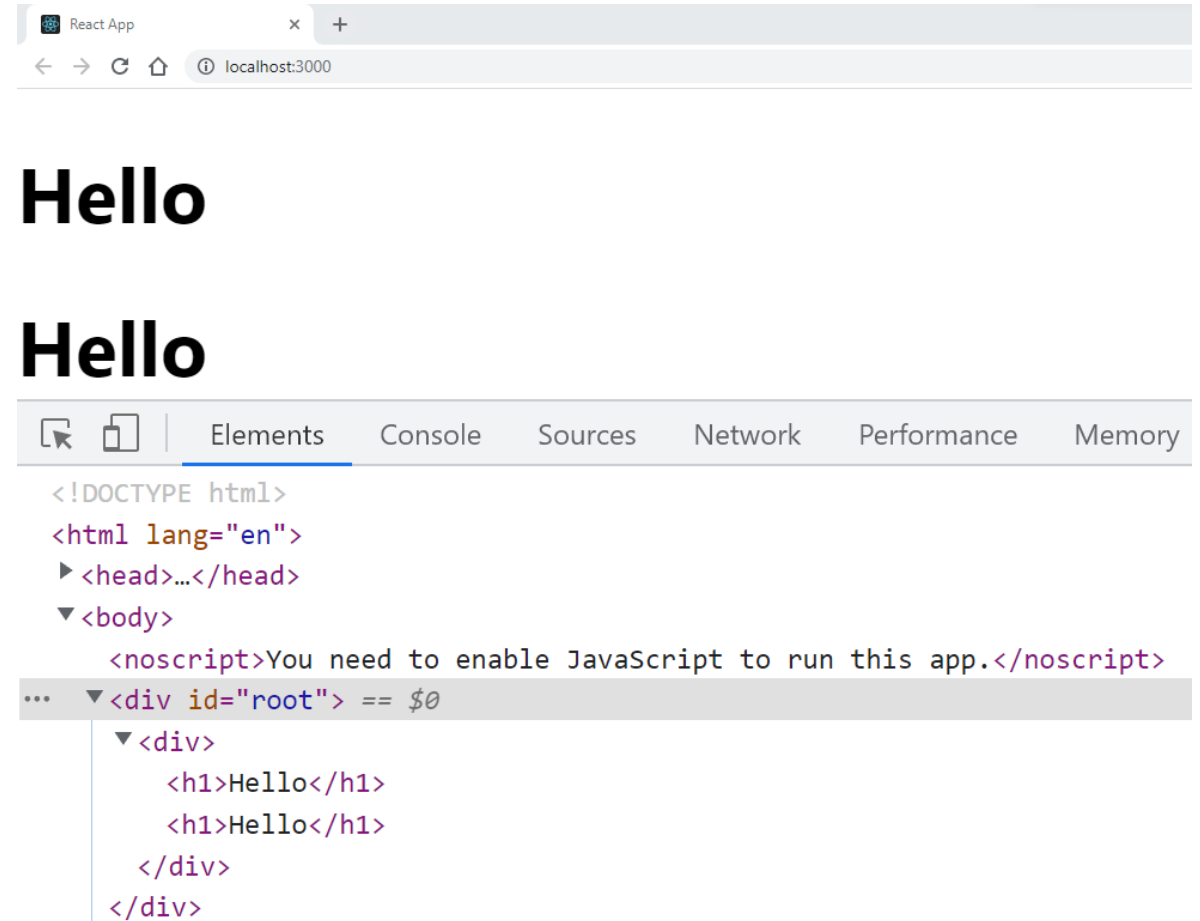 React App
localhost:3000
Hello
Hello
Elements Console Sources Network Performance Memory
<!DOCTYPE html>
<html lang="en">
<head>…</head>
<body>
<noscript>You need to enable JavaScript to run this app.</noscript>
<div id="root"> == $0
<div>
<h1>Hello</h1>
<h1>Hello</h1>
</div>
</div>